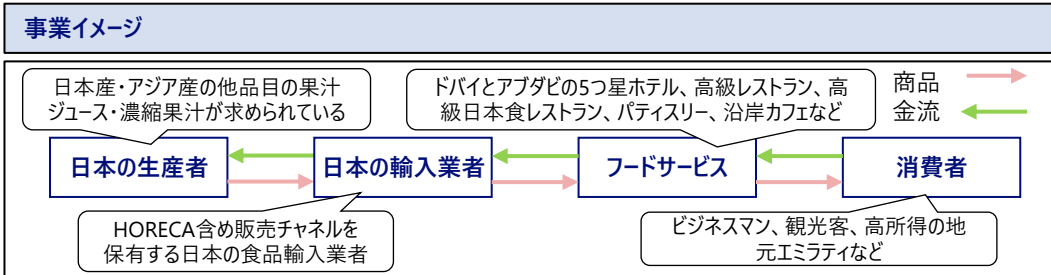 事業イメージ
日本産・アジア産の他品目の果汁
ジュース・濃縮果汁が求められている
ドバイとアブダビの5つ星ホテル、高級レストラン、高
級日本食レストラン、パティスリー、沿岸カフェなど
商品
金流
日本の生産者
日本の輸入業者
フードサービス
消費者
HORECA含め販売チャネルを
保有する日本の食品輸入業者
ビジネスマン、観光客、高所得の地
元エミラティなど